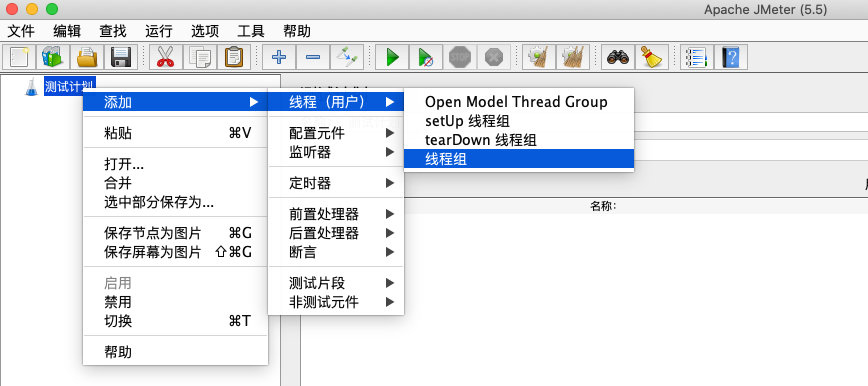 Apache JMeter (5.5)
文件 编辑 查找 运行 选项 工具 帮助
测试计划
添加
粘贴 ⌘V
打开...
合并
选中部分保存为...
保存节点为图片 ⌘G
保存屏幕为图片 ⇧⌘G
启用
禁用
切换 ⌘T
帮助
线程（用户）
配置元件
监听器
定时器
前置处理器
后置处理器
断言
测试片段
非测试元件
Open Model Thread Group
setUp 线程组
tearDown 线程组
线程组
名称: